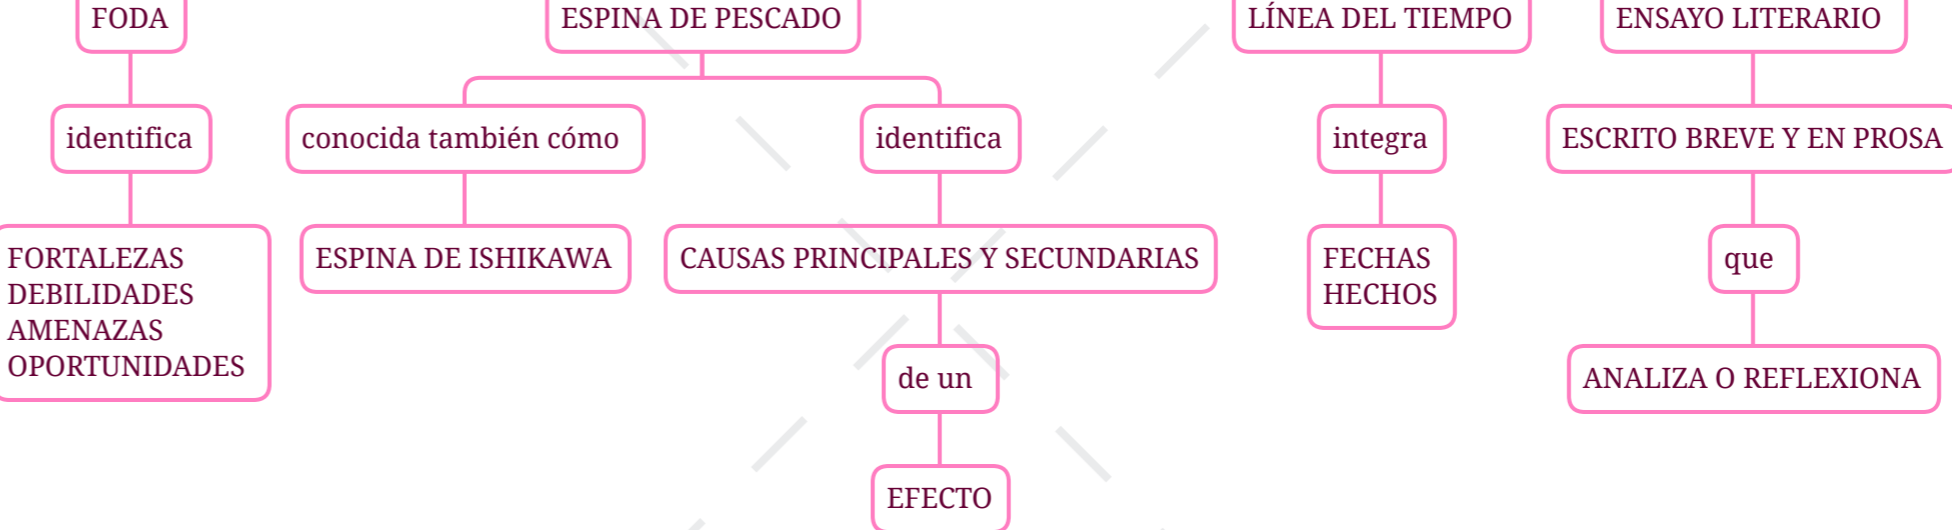 FODA
ESPINA DE PESCADO
LÍNEA DEL TIEMPO
ENSAYO LITERARIO
identifica
conocida también cómo
identifica
integra
ESCRITO BREVE Y EN PROSA
FORTALEZAS
DEBILIDADES
AMENAZAS
OPORTUNIDADES
ESPINA DE ISHIKAWA
CAUSAS PRINCIPALES Y SECUNDARIAS
FECHAS
HECHOS
que
de un
ANALIZA O REFLEXIONA
EFECTO